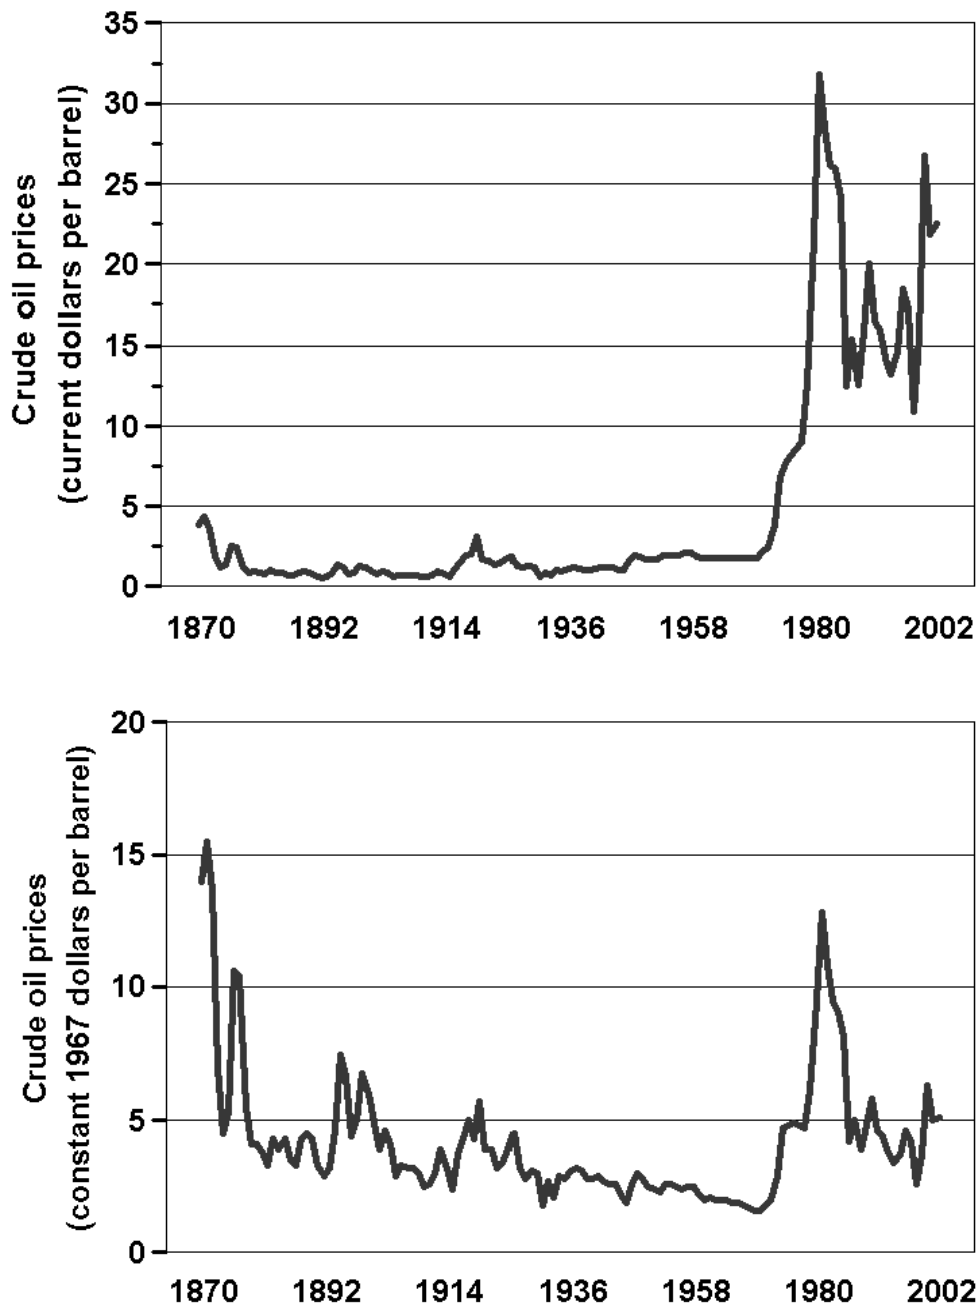 Crude oil prices
(current dollars per barrel)
35
30
25
20
15
10
5
0
1870 1892 1914 1936 1958 1980 2002
Crude oil prices
(constant 1967 dollars per barrel)
20
15
10
5
0
1870 1892 1914 1936 1958 1980 2002